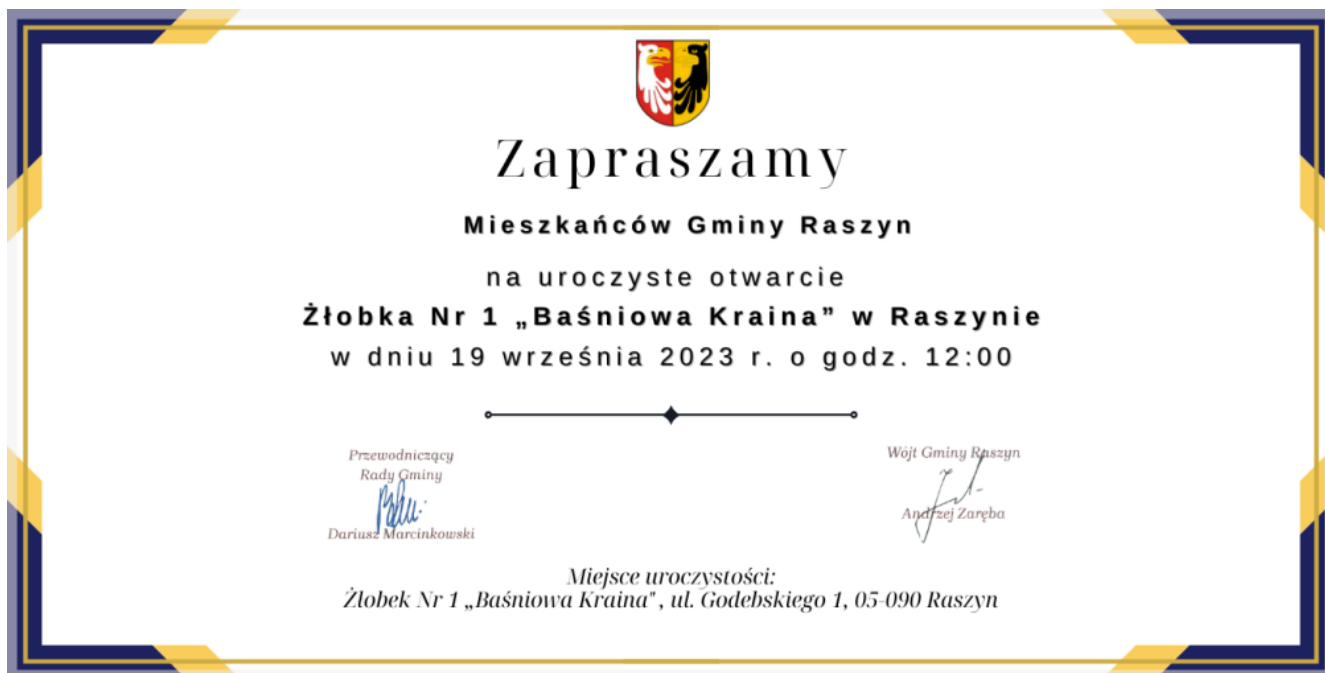 Zapraszamy
Mieszkańców Gminy Raszyn
na uroczyste otwarcie
Żłobka Nr 1 „Baśniowa Kraina” w Raszynie
w dniu 19 września 2023 r. o godz. 12:00
Przewodniczący
Rady Gminy
Dariusz Marcinkowski
Wójt Gminy Raszyn
Andrzej Zaręba
Miejsce uroczystości:
Żlobek Nr 1 „Baśniowa Kraina", ul. Godebskiego 1, 05-090 Raszyn